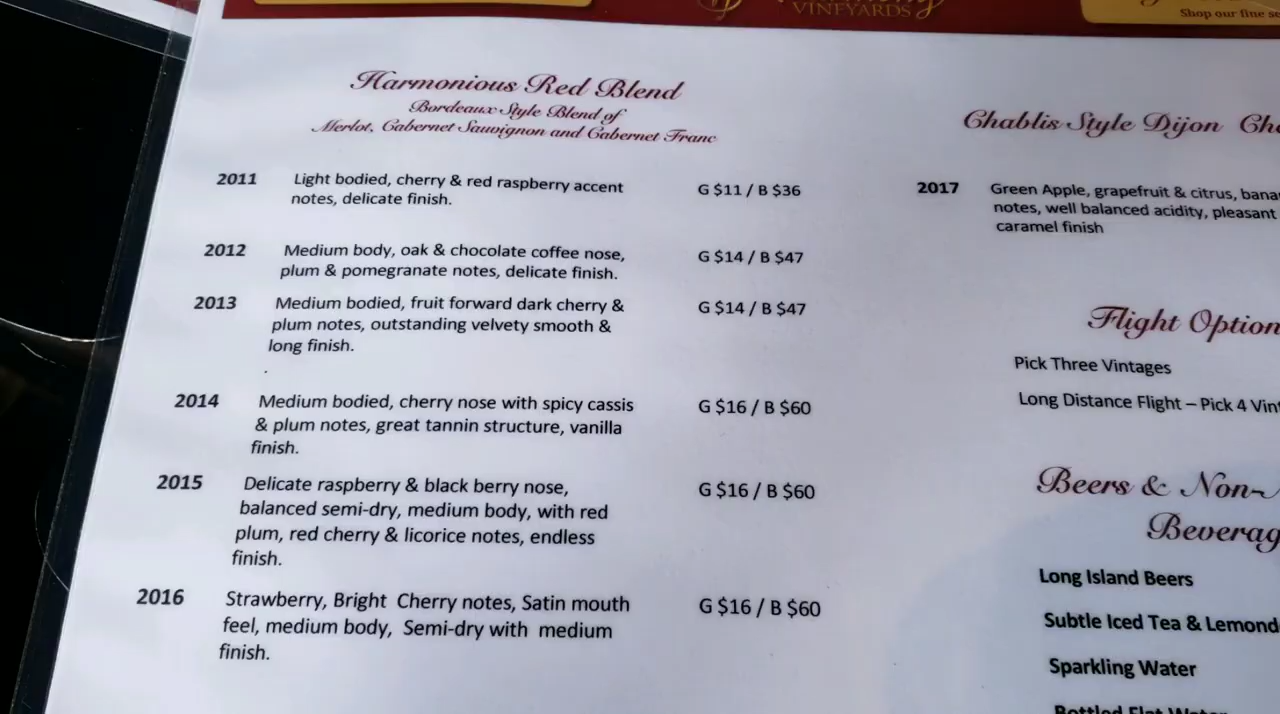 VINEYARDS
Shop our fine
Harmonious Red Blend
Bordeaux Style Blend of
Merlot, Cabernet Sauvignon and Cabernet Franc
2011 Light bodied, cherry & red raspberry accent
notes, delicate finish.
G $11 / B $36
2012 Medium body, oak & chocolate coffee nose,
plum & pomegranate notes, delicate finish.
G $14 / B $47
2013 Medium bodied, fruit forward dark cherry &
plum notes, outstanding velvety smooth &
long finish.
.
G $14 / B $47
2014 Medium bodied, cherry nose with spicy cassis
& plum notes, great tannin structure, vanilla
finish.
G $16 / B $60
2015 Delicate raspberry & black berry nose,
balanced semi-dry, medium body, with red
plum, red cherry & licorice notes, endless
finish.
G $16 / B $60
2016 Strawberry, Bright Cherry notes, Satin mouth
feel, medium body, Semi-dry with medium
finish.
G $16 / B $60
Chablis Style Dijon
2017 Green Apple, grapefruit & citrus,
notes, well balanced acidity, pleasant
caramel finish
Flight
Pick Three Vintages
Long Distance Flight – Pick 4
Beers & Non-
Long Island Beers
Subtle Iced Tea &
Sparkling Water
Bottled Flat Water